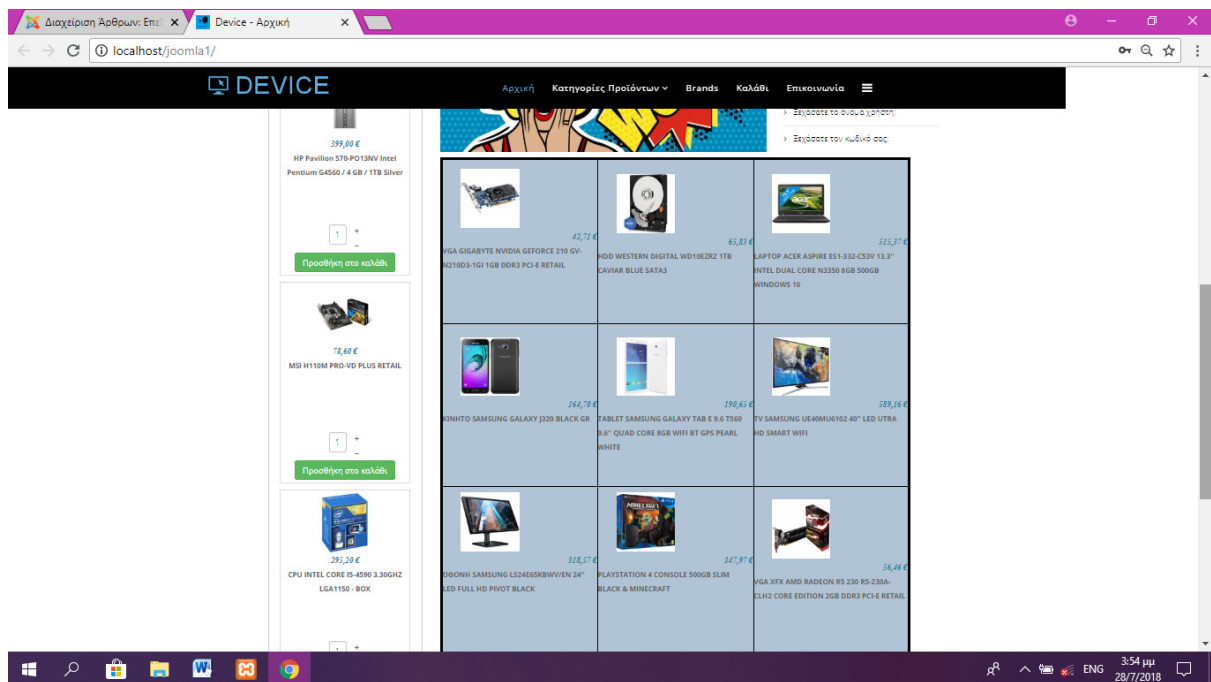 Διαχείριση Άρθρων: Επεξ
Device - Αρχική
localhost/joomla1/
DEVICE
Αρχική Κατηγορίες Προϊόντων Brands Καλάθι Επικοινωνία
Ξεχάσατε το όνομα χρήστη;
Ξεχάσατε τον κωδικό σας;
399,00 €
HP Pavilion 570-PO13NV Intel
Pentium G4560 / 4 GB / 1TB Silver
1 +
-
Προσθήκη στο καλάθι
78,60 €
MSI H110M PRO-VD PLUS RETAIL
1 +
-
Προσθήκη στο καλάθι
295,20 €
CPU INTEL CORE I5-4590 3.30GHZ
LGA1150 - BOX
1 +
42,71 €
VGA GIGABYTE NVIDIA GEFORCE 210 GV-
N210D3-1GI 1GB DDR3 PCI-E RETAIL
65,83 €
HDD WESTERN DIGITAL WD10EZRZ 1TB
CAVIAR BLUE SATA3
515,37 €
LAPTOP ACER ASPIRE ES1-332-C53V 13.3"
INTEL DUAL CORE N3350 8GB 500GB
WINDOWS 10
164,70 €
ΚΙΝΗΤΟ SAMSUNG GALAXY J320 BLACK GR
190,65 €
TABLET SAMSUNG GALAXY TAB E 9.6 T560
9.6" QUAD CORE 8GB WIFI BT GPS PEARL
WHITE
589,16 €
TV SAMSUNG UE40MU6102 40" LED UTRA
HD SMART WIFI
318,57 €
ΟΘΟΝΗ SAMSUNG LS24E65KBWV/EN 24"
LED FULL HD PIVOT BLACK
MINECRAFT
347,97 €
PLAYSTATION 4 CONSOLE 500GB SLIM
BLACK & MINECRAFT
56,46 €
VGA XFX AMD RADEON R5 230 R5-230A-
CLH2 CORE EDITION 2GB DDR3 PCI-E RETAIL
ENG
3:54 μμ
28/7/2018